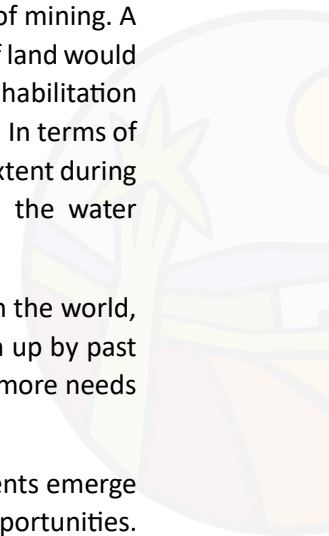 of mining. A
land would
habilitation
In terms of
extent during
the water
n the world,
up by past
more needs
ents emerge
portunities.